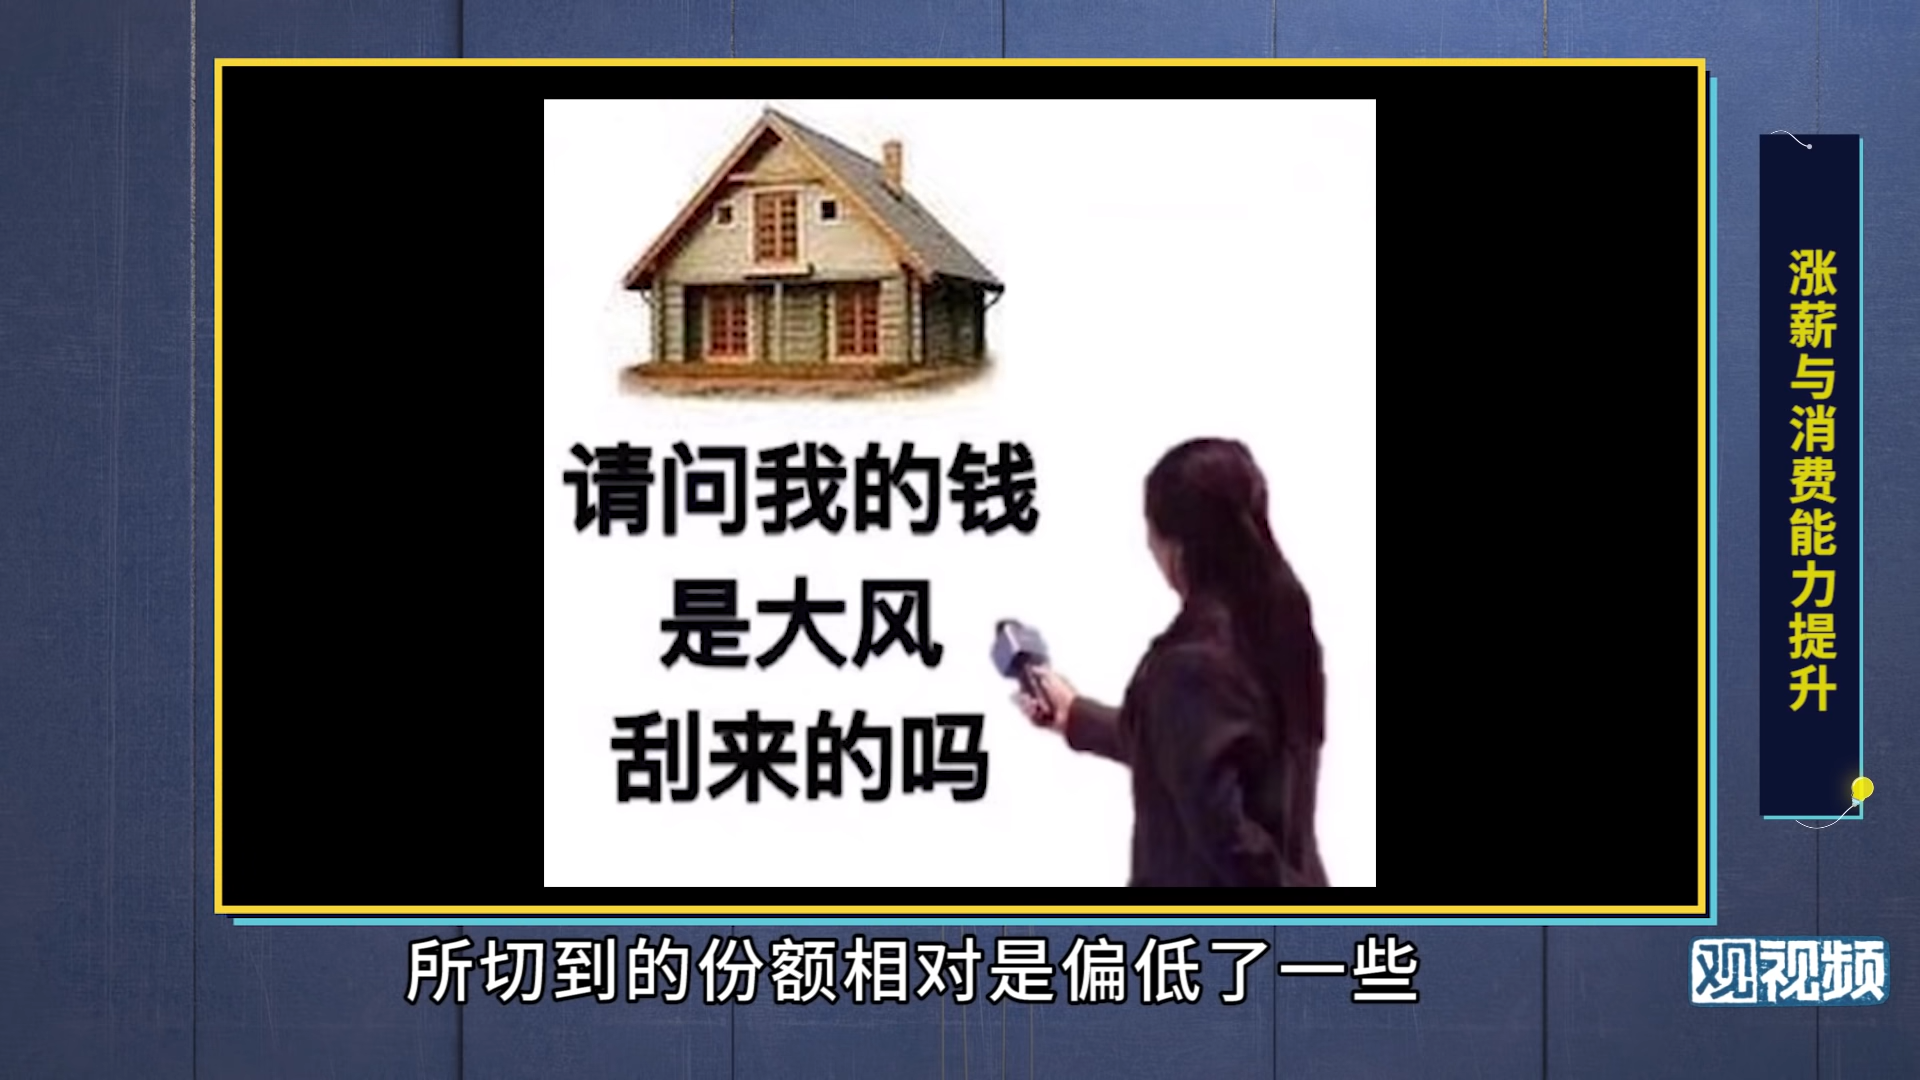 请问我的钱
是大风
刮来的吗
涨薪与消费能力提升
所切到的份额相对是偏低了一些
观视频